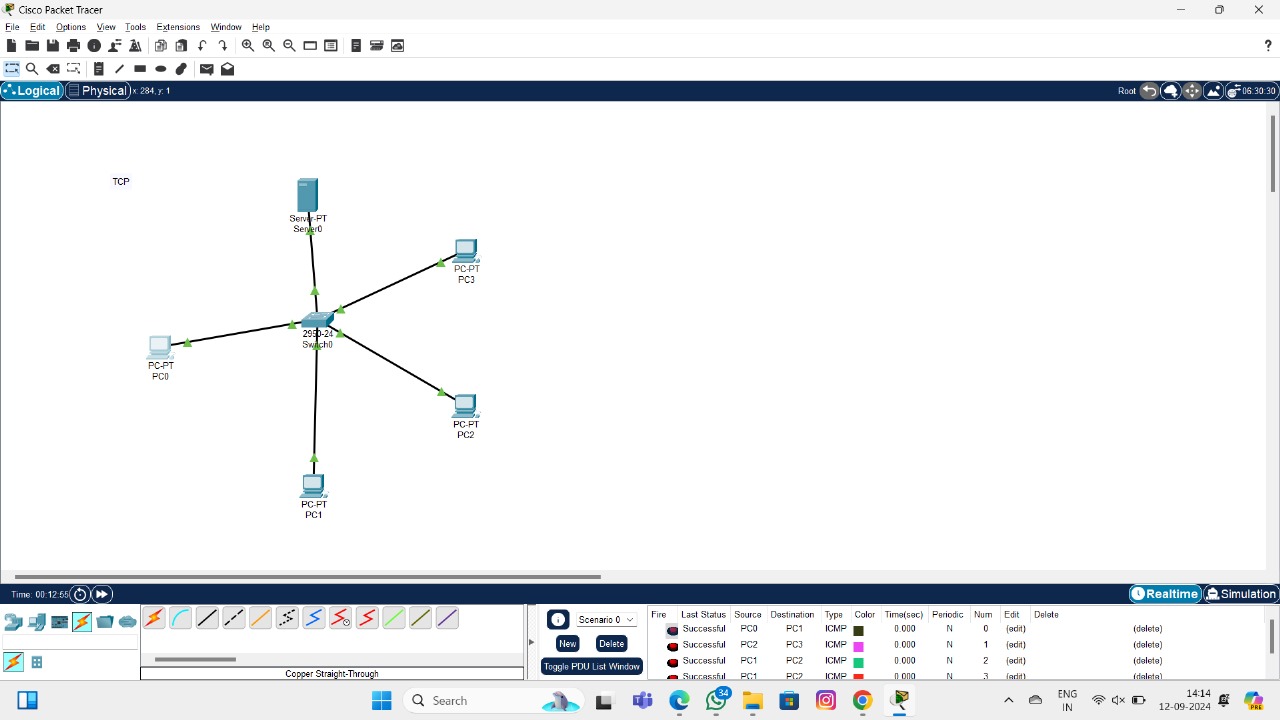 Cisco Packet Tracer
File Edit Options View Tools Extensions Window Help
?
Logical Physical x: 284, y: 1 Root 06:30:30
TCP
Server-PT
Server0
PC-PT
PC3
2950-24
Switch0
PC-PT
PC0
PC-PT
PC2
PC-PT
PC1
Time: 00:12:55 Realtime Simulation
Scenario 0
New Delete
Toggle PDU List Window
Copper Straight-Through
Fire Last Status Source Destination Type Color Time(sec) Periodic Num Edit Delete
Successful PC0 PC1 ICMP 0.000 N 0 (edit) (delete)
Successful PC2 PC3 ICMP 0.000 N 1 (edit) (delete)
Successful PC1 PC2 ICMP 0.000 N 2 (edit) (delete)
Successful PC1 PC2 ICMP 0.000 N 3 (edit) (delete)
Search
34
ENG
IN
14:14
12-09-2024
PRE